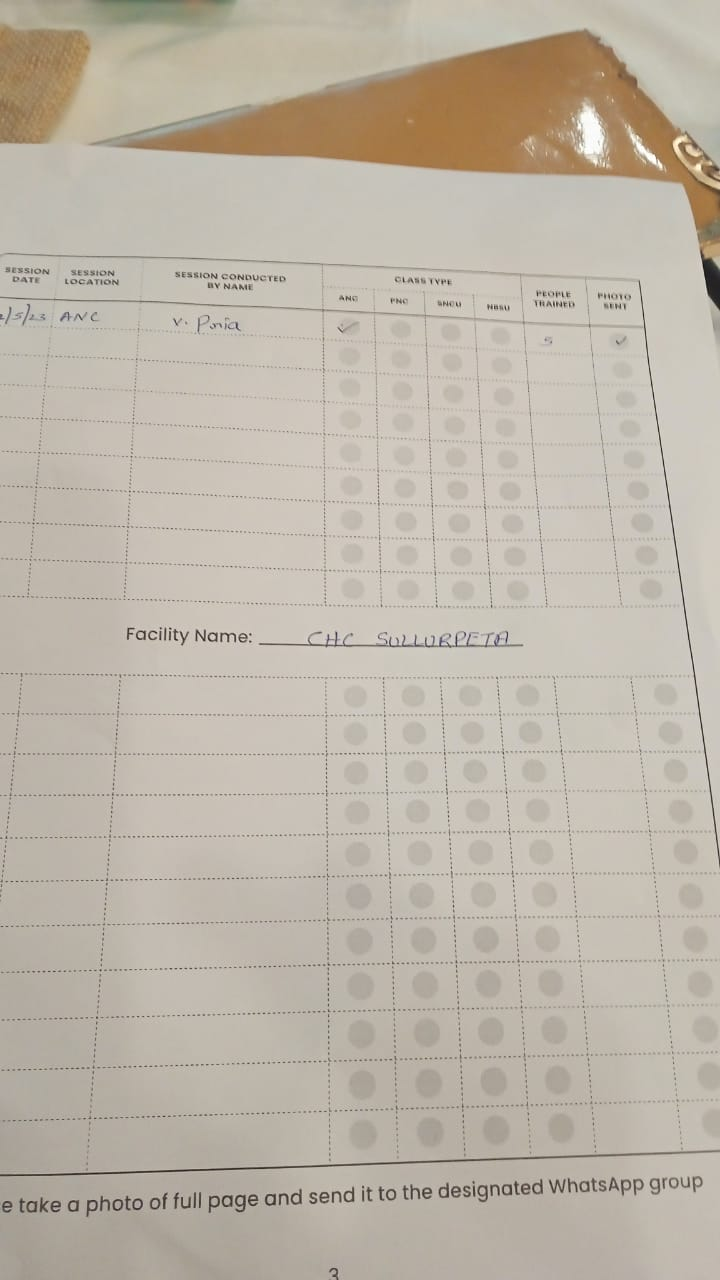 SESSION DATE SESSION LOCATION SESSION CONDUCTED BY NAME CLASS TYPE PEOPLE TRAINED PHOTO SENT
ANC PNC SNCU NBSU
/5/23 ANC V. 5
Facility Name: CHC SULLURPETA
e take a photo of full page and send it to the designated WhatsApp group
3